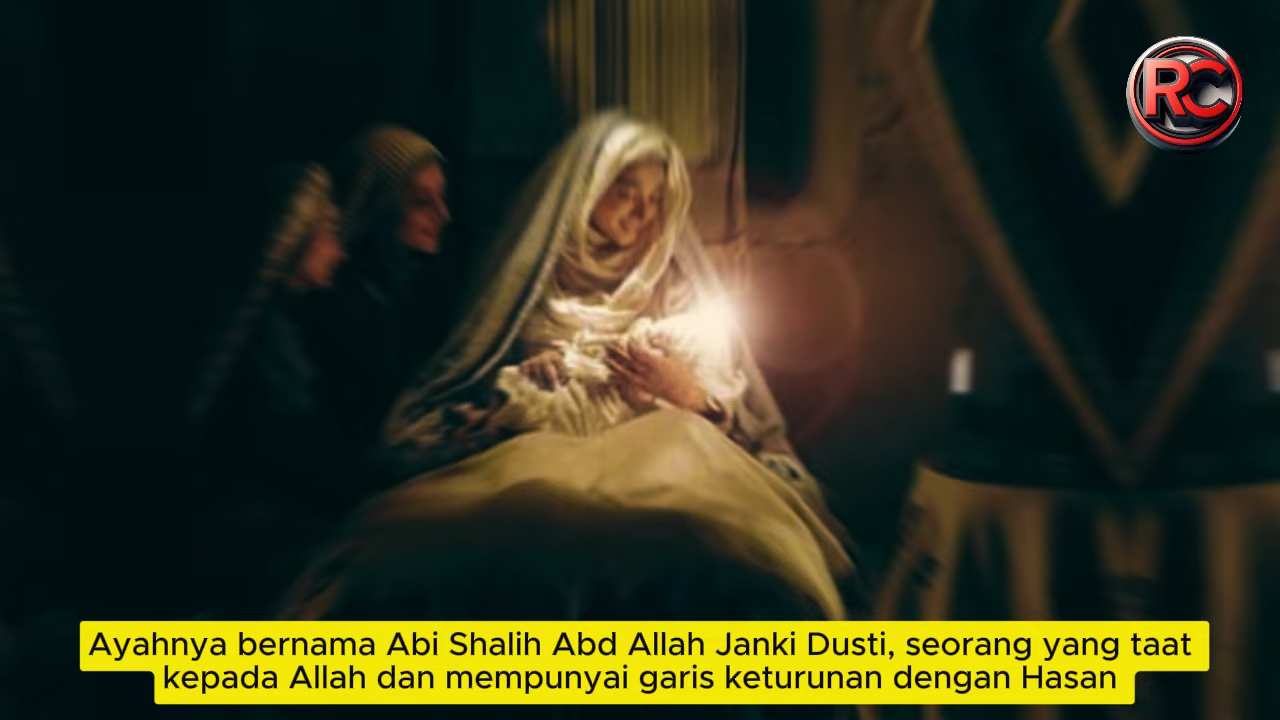 RC
Ayahnya bernama Abi Shalih Abd Allah Janki Dusti, seorang yang taat
kepada Allah dan mempunyai garis keturunan dengan Hasan